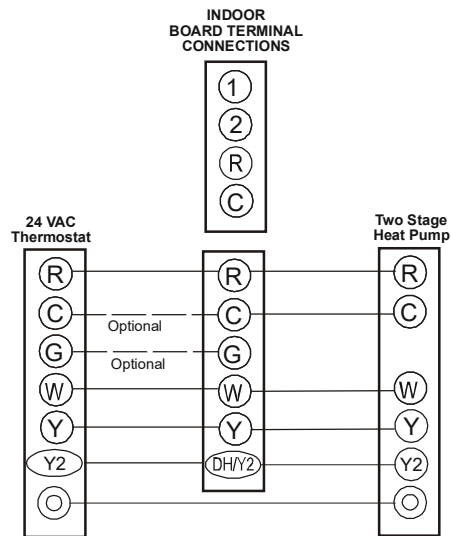 INDOOR
BOARD TERMINAL
CONNECTIONS
1
2
R
C
24 VAC
Thermostat
Two Stage
Heat Pump
R R R
C Optional C C
G Optional G
W W W
Y Y Y
Y2 DH/Y2 Y2
O O